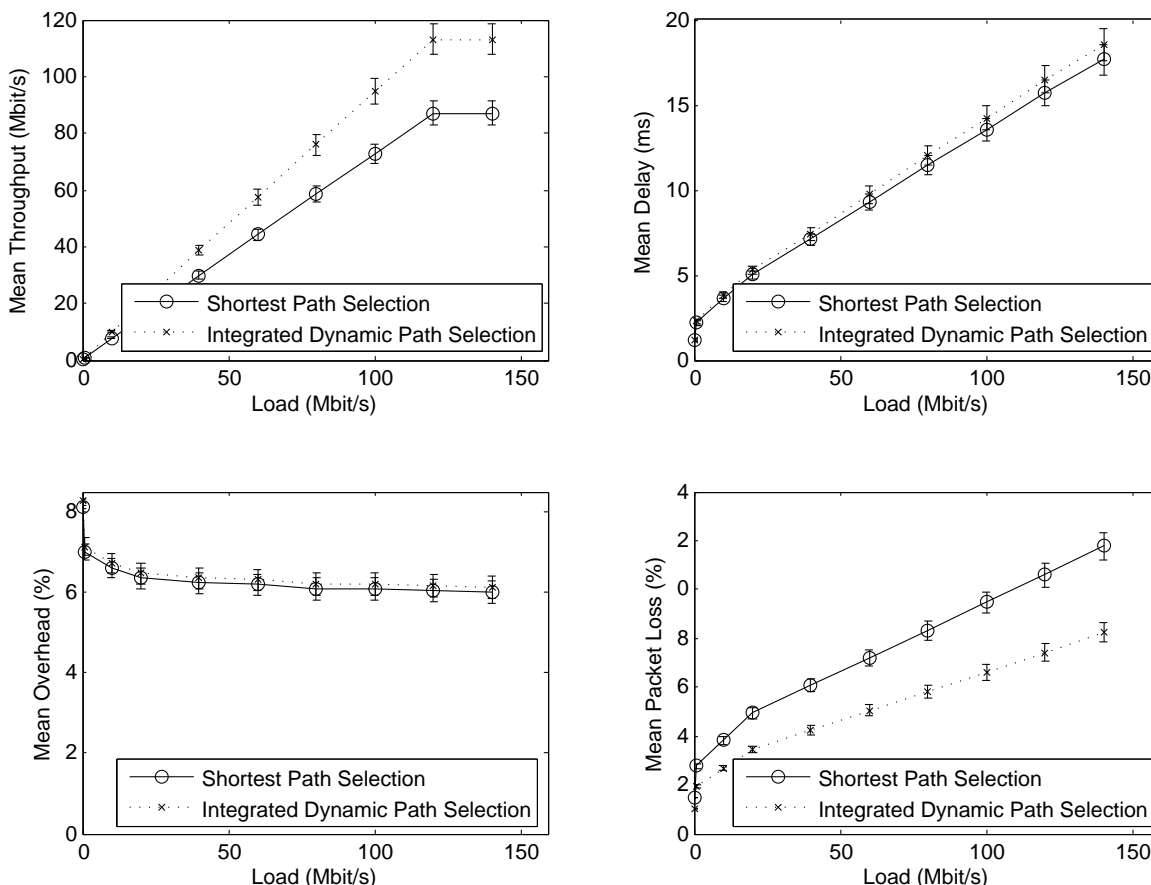 120
100
80
60
40
20
0
Mean Throughput (Mbit/s)
0
50
100
150
Load (Mbit/s)
Shortest Path Selection
Integrated Dynamic Path Selection
20
15
10
5
0
Mean Delay (ms)
0
50
100
150
Load (Mbit/s)
Shortest Path Selection
Integrated Dynamic Path Selection
8
6
4
2
0
Mean Overhead (%)
0
50
100
150
Load (Mbit/s)
Shortest Path Selection
Integrated Dynamic Path Selection
4
2
0
8
6
4
2
0
Mean Packet Loss (%)
0
50
100
150
Load (Mbit/s)
Shortest Path Selection
Integrated Dynamic Path Selection